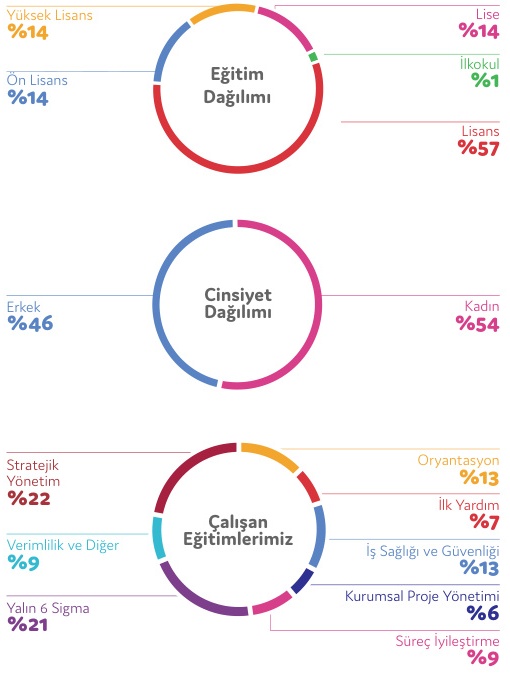 Yüksek Lisans
%14
Ön Lisans
%14
Eğitim
Dağılımı
Lise
%14
İlkokul
%1
Lisans
%57
Erkek
%46
Cinsiyet
Dağılımı
Kadın
%54
Stratejik
Yönetim
%22
Verimlilik ve Diğer
%9
Yalın 6 Sigma
%21
Çalışan
Eğitimlerimiz
Oryantasyon
%13
İlk Yardım
%7
İş Sağlığı ve Güvenliği
%13
Kurumsal Proje Yönetimi
%6
Süreç İyileştirme
%9